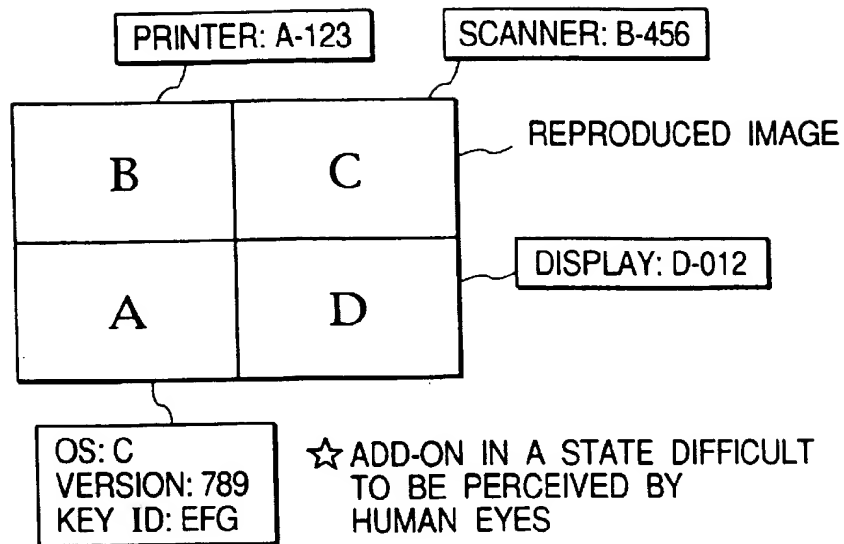 PRINTER: A-123
SCANNER: B-456
REPRODUCED IMAGE
B
C
DISPLAY: D-012
A
D
OS: C
VERSION: 789
KEY ID: EFG
☆ ADD-ON IN A STATE DIFFICULT
TO BE PERCEIVED BY
HUMAN EYES